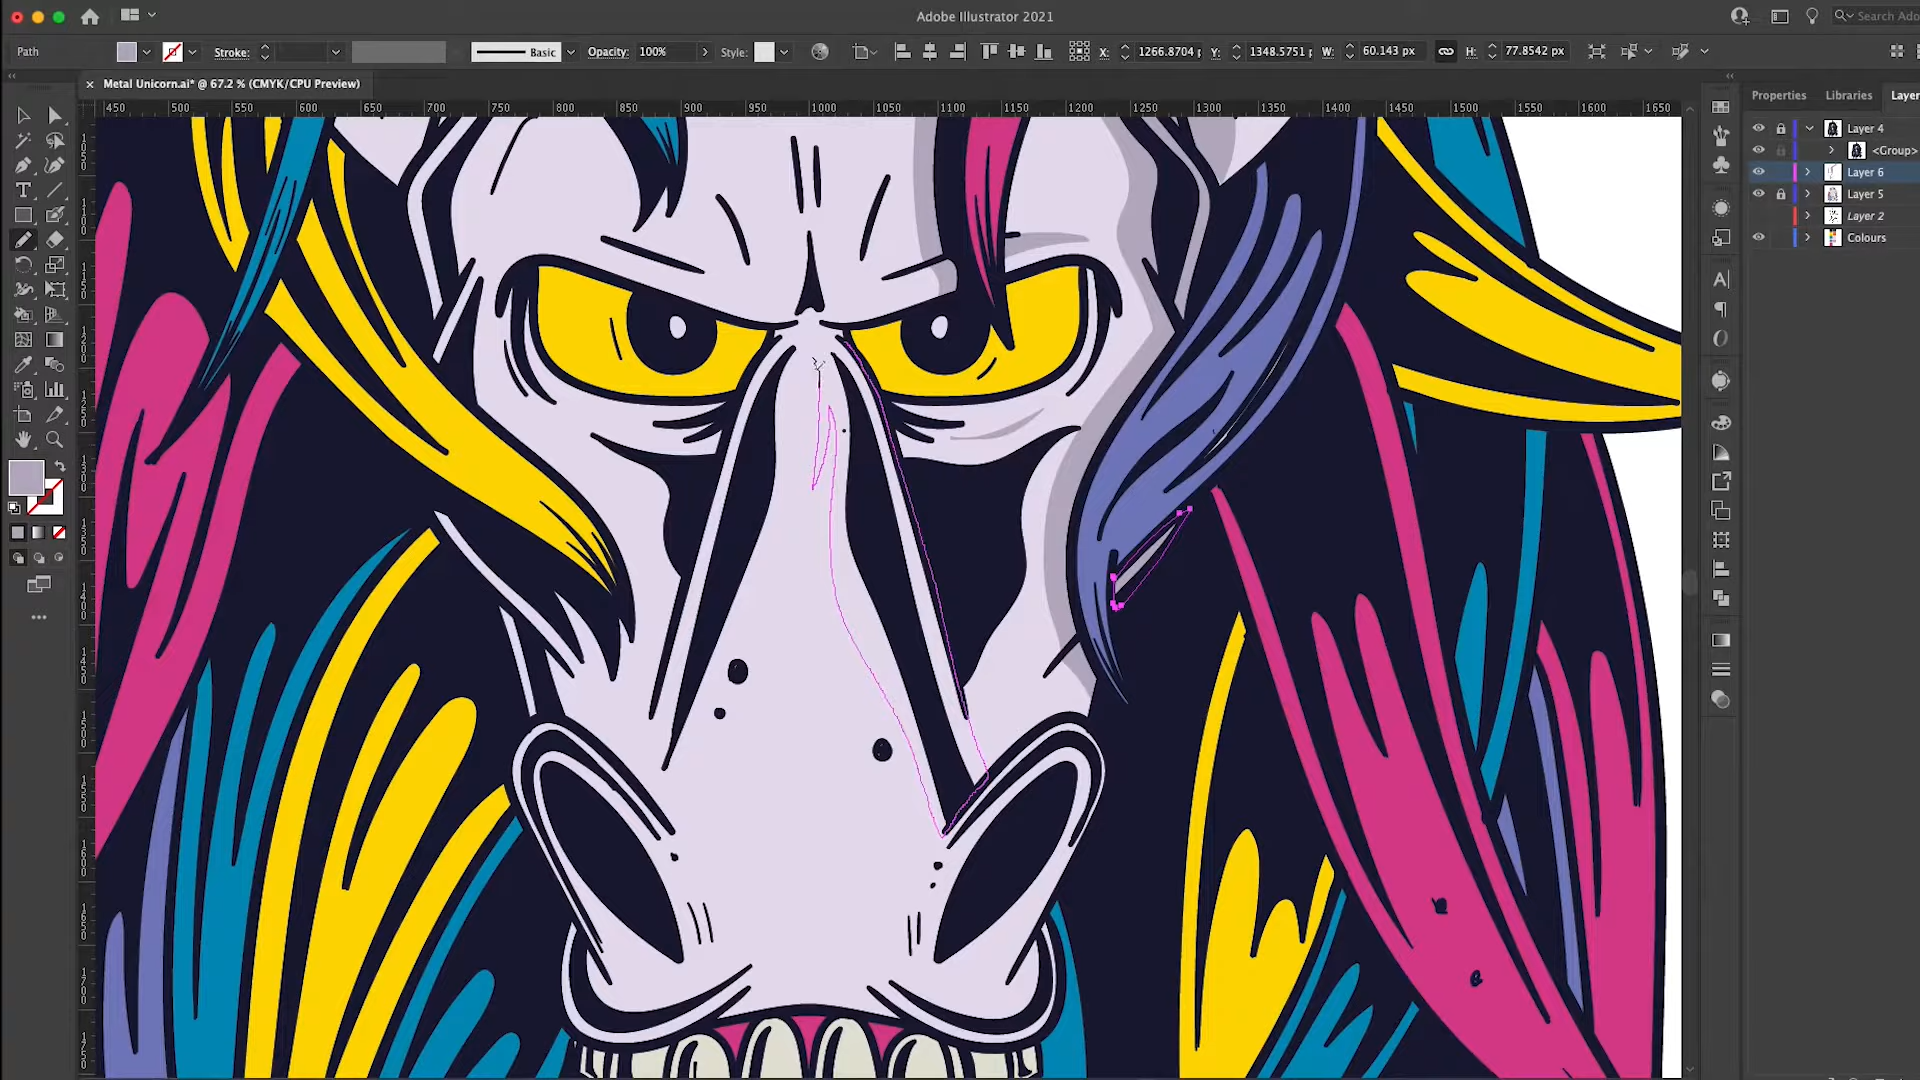 Adobe Illustrator 2021
Search Ado
Path
Stroke:
Basic
Opacity:
100%
Style:
X:
1266.8704
Y:
1348.5751
W:
60.143 px
H:
77.8542 px
Metal Unicorn.ai* @ 67.2 % (CMYK/CPU Preview)
450 500 550 600 650 700 750 800 850 900 950 1000 1050 1100 1150 1200 1250 1300 1350 1400 1450 1500 1550 1600 1650
Properties
Libraries
Layer
Layer 4
<Group>
Layer 6
Layer 5
Layer 2
Colours